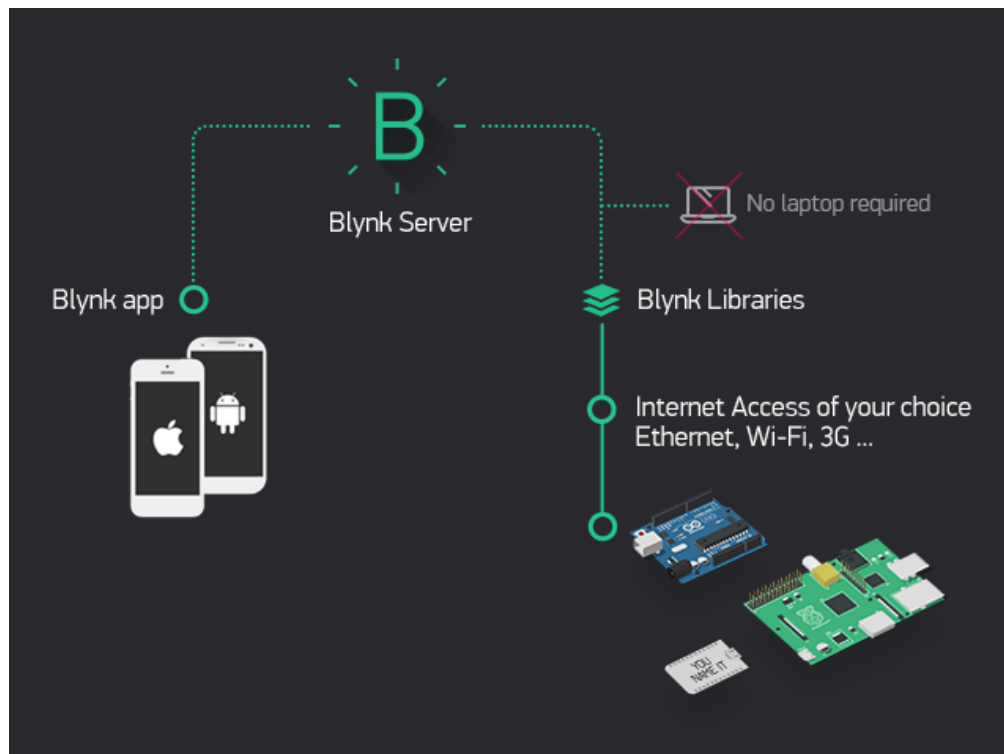 B
Blynk Server
No laptop required
Blynk app
Blynk Libraries
Internet Access of your choice
Ethernet, Wi-Fi, 3G ...
UNO
YOU
NAME IT